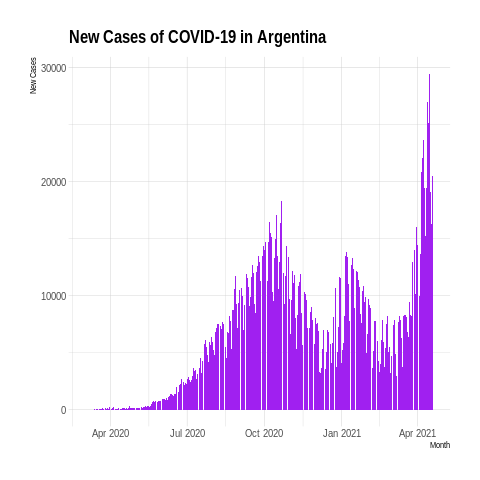 New Cases of COVID-19 in Argentina
New Cases
30000
20000
10000
0
Apr 2020
Jul 2020
Oct 2020
Jan 2021
Apr 2021
Month